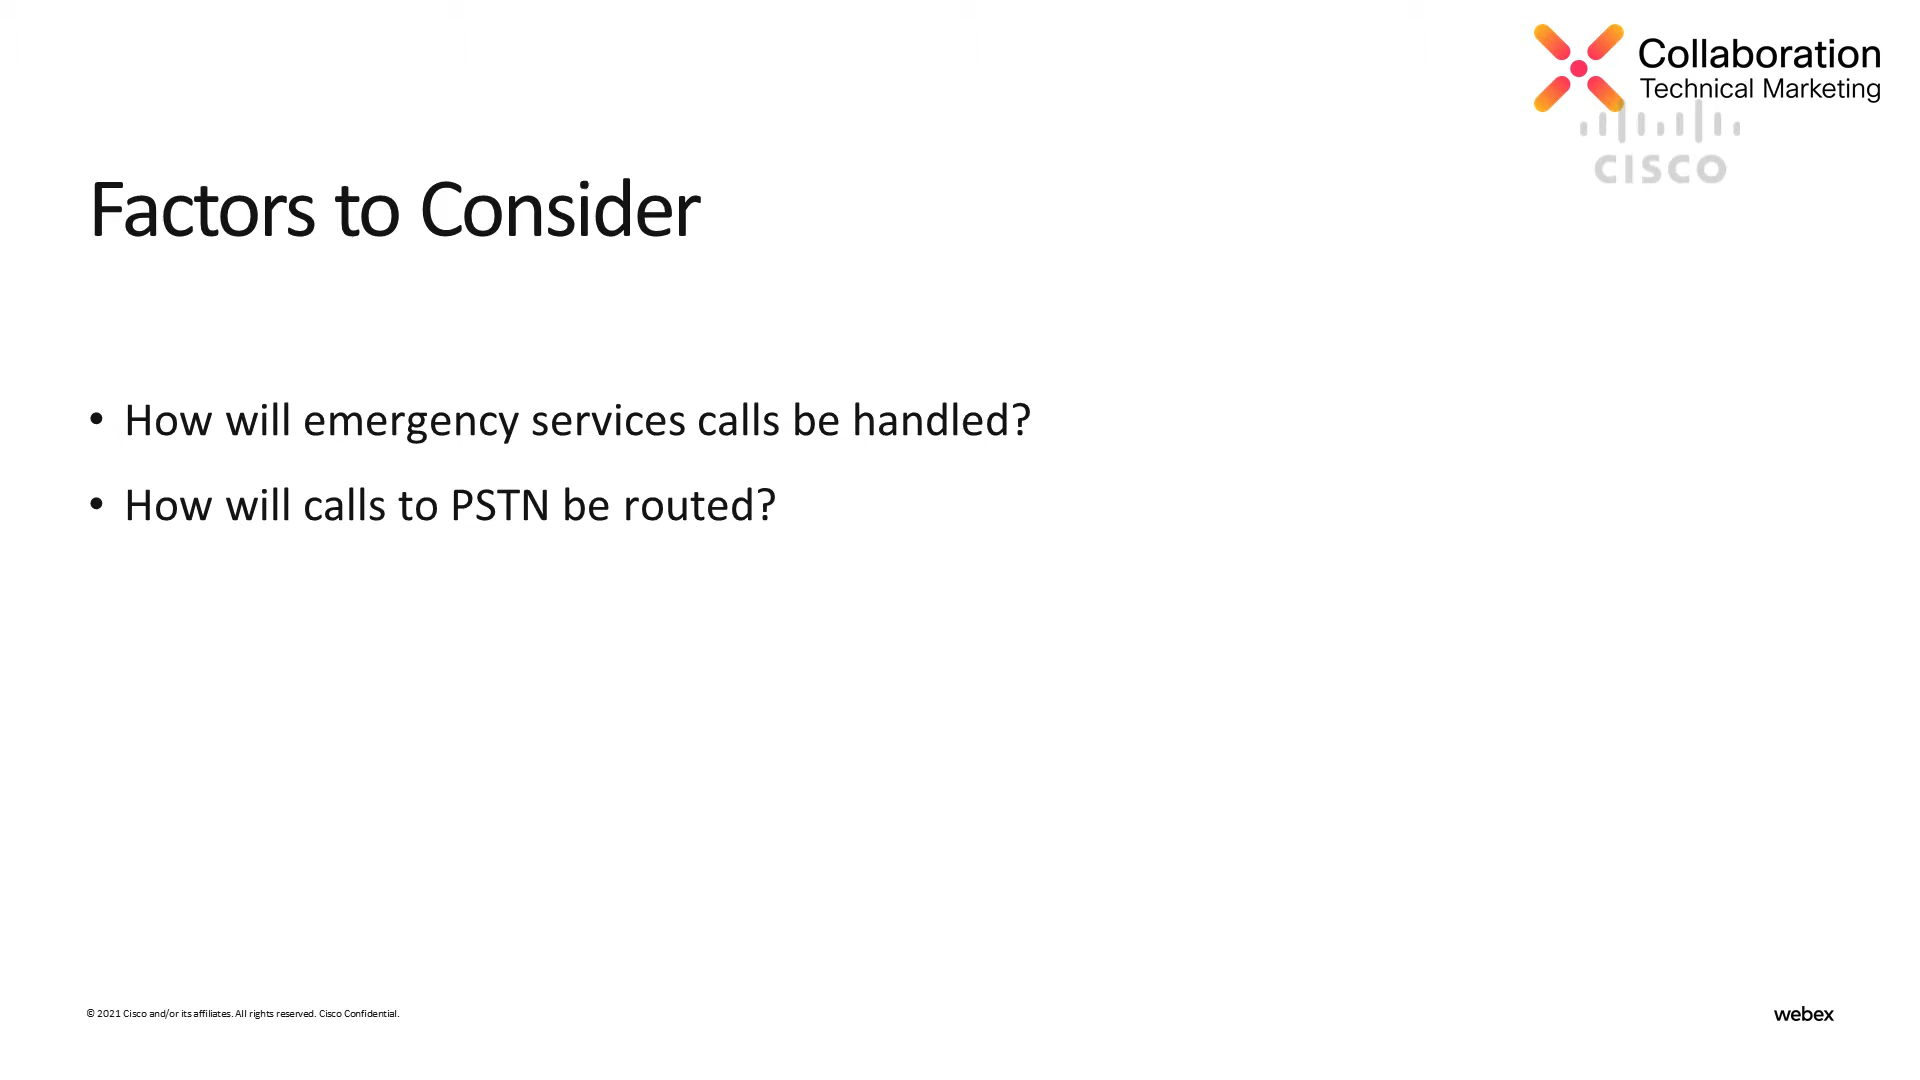 Collaboration
Technical Marketing
CISCO
Factors to Consider
• How will emergency services calls be handled?
• How will calls to PSTN be routed?
© 2021 Cisco and/or its affiliates. All rights reserved. Cisco Confidential.
webex